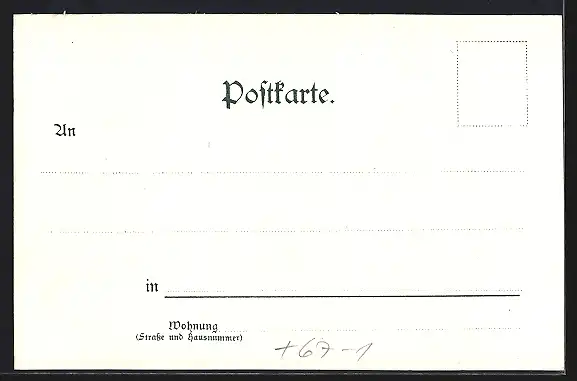 Postkarte.
An
in
Wohnung
(Straße und Hausnummer)
+67-1